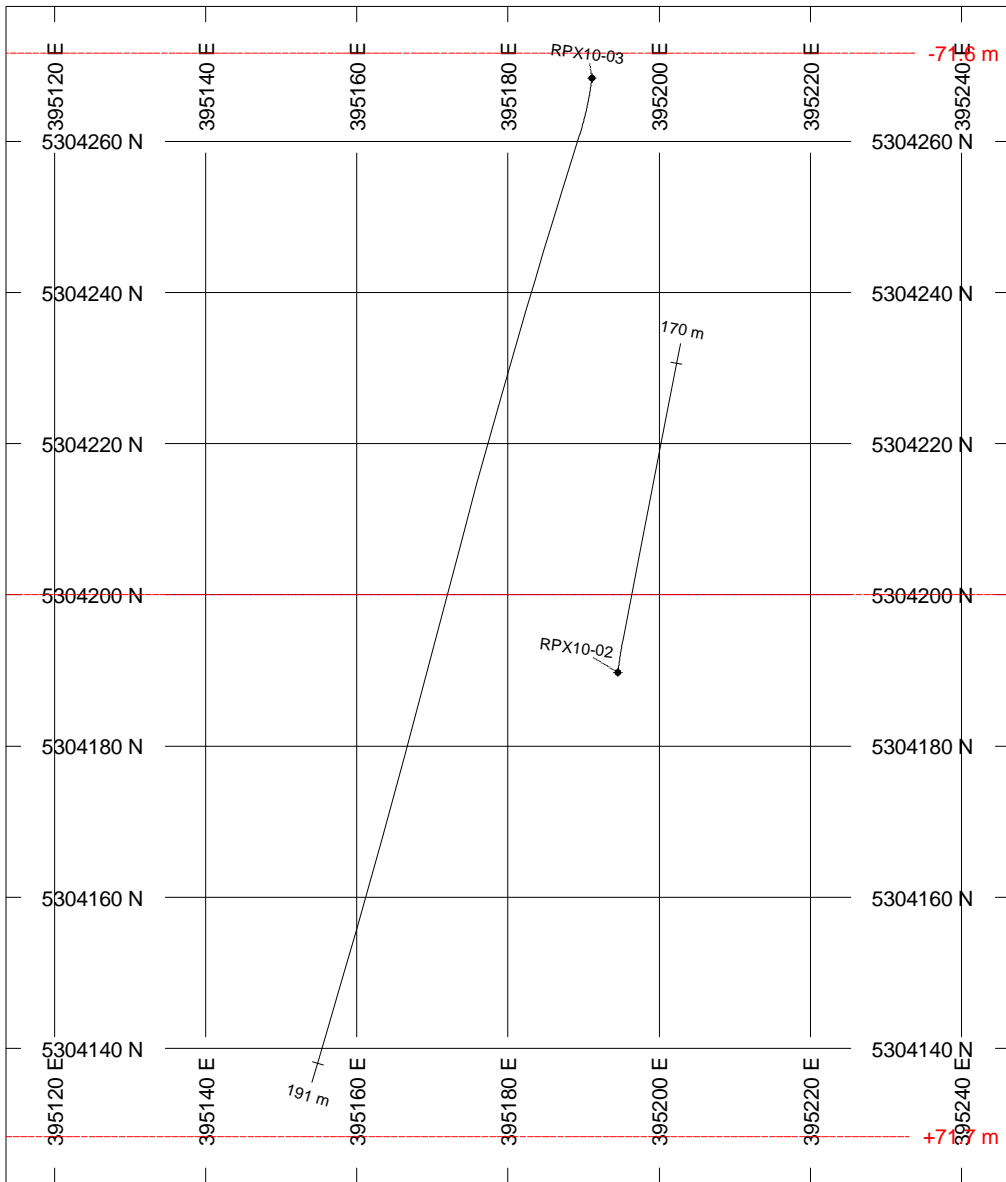 395120 E
395140 E
395160 E
395180 E
395200 E
395220 E
395240 E
-71.6 m
RPX10-03
5304260 N
5304260 N
5304240 N
5304240 N
170 m
5304220 N
5304220 N
5304200 N
5304200 N
RPX10-02
5304180 N
5304180 N
5304160 N
5304160 N
5304140 N
5304140 N
191 m
395120 E
395140 E
395160 E
395180 E
395200 E
395220 E
395240 E
+71.7 m